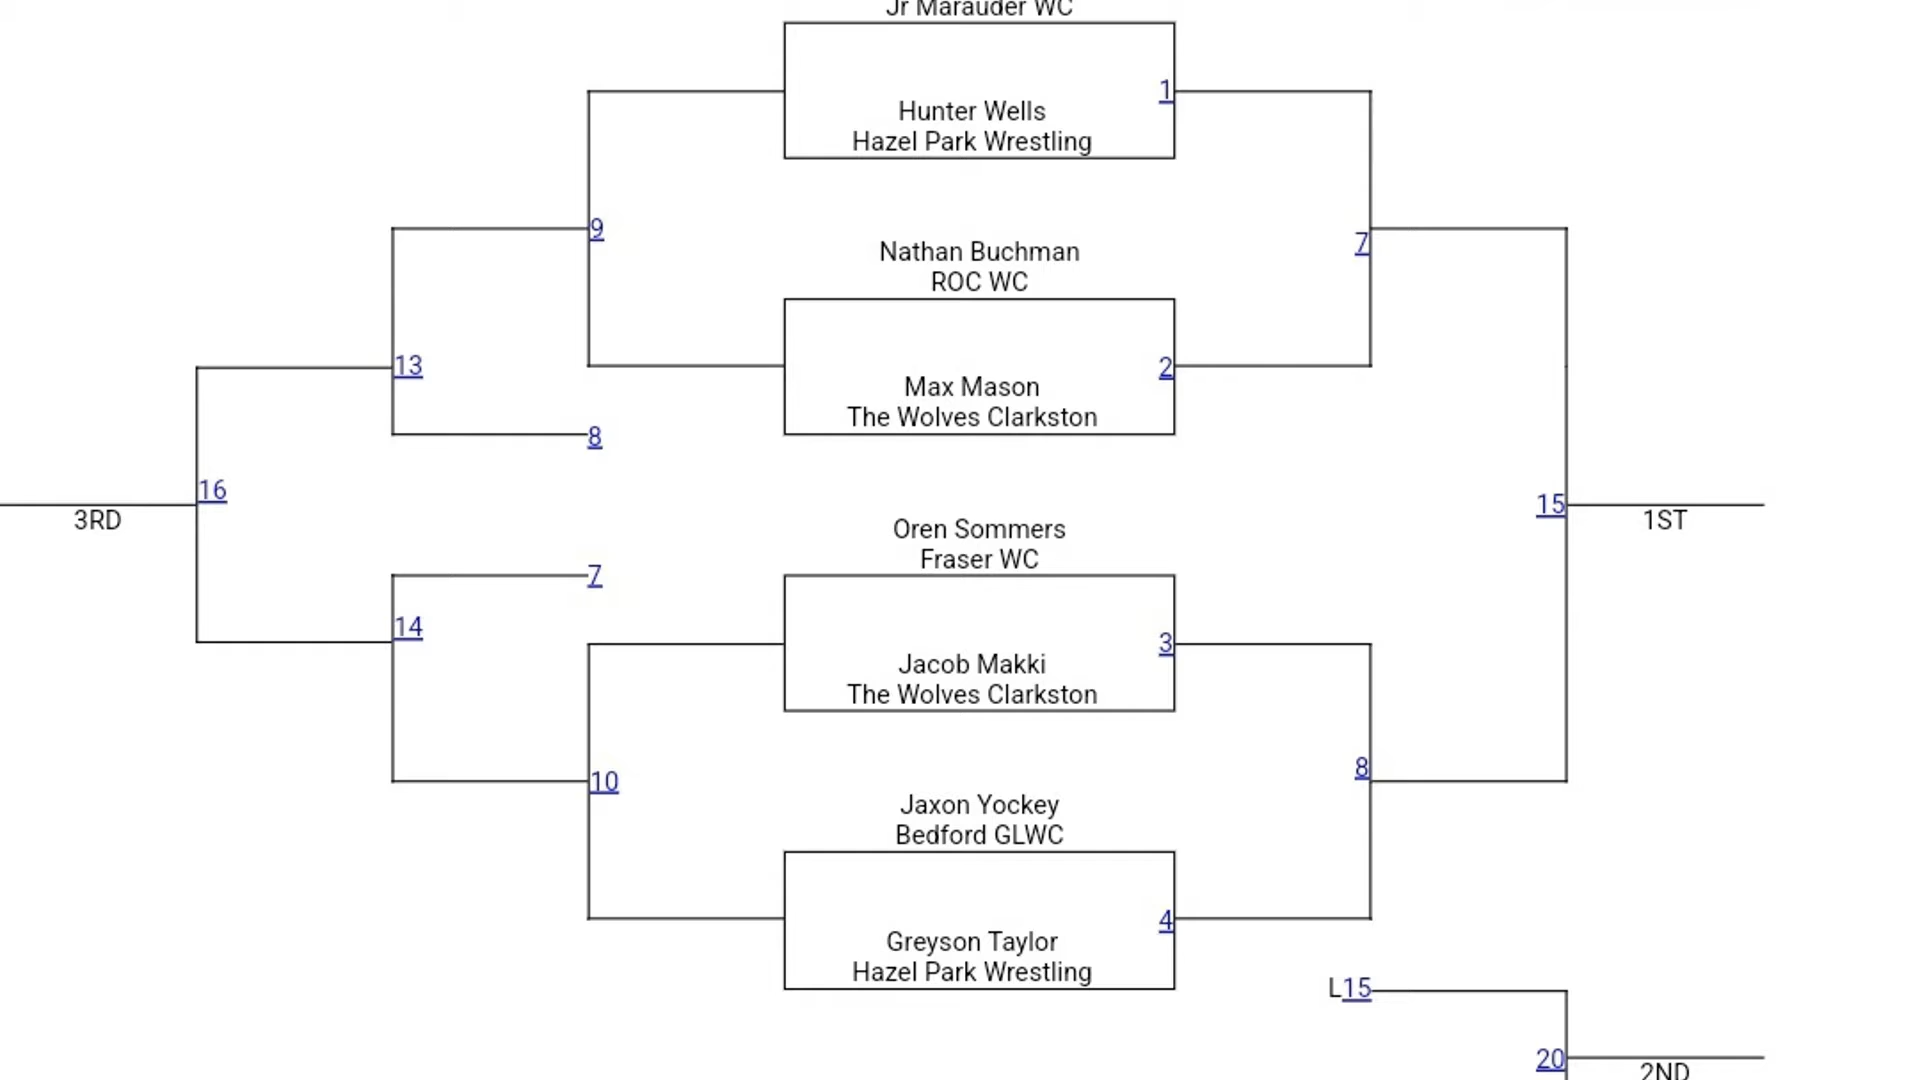 Jr Marauder WC
1
Hunter Wells
Hazel Park Wrestling
9
Nathan Buchman
ROC WC
7
13
2
Max Mason
The Wolves Clarkston
8
16
3RD
15
1ST
Oren Sommers
Fraser WC
7
14
3
Jacob Makki
The Wolves Clarkston
10
8
Jaxon Yockey
Bedford GLWC
4
Greyson Taylor
Hazel Park Wrestling
L15
20
2ND